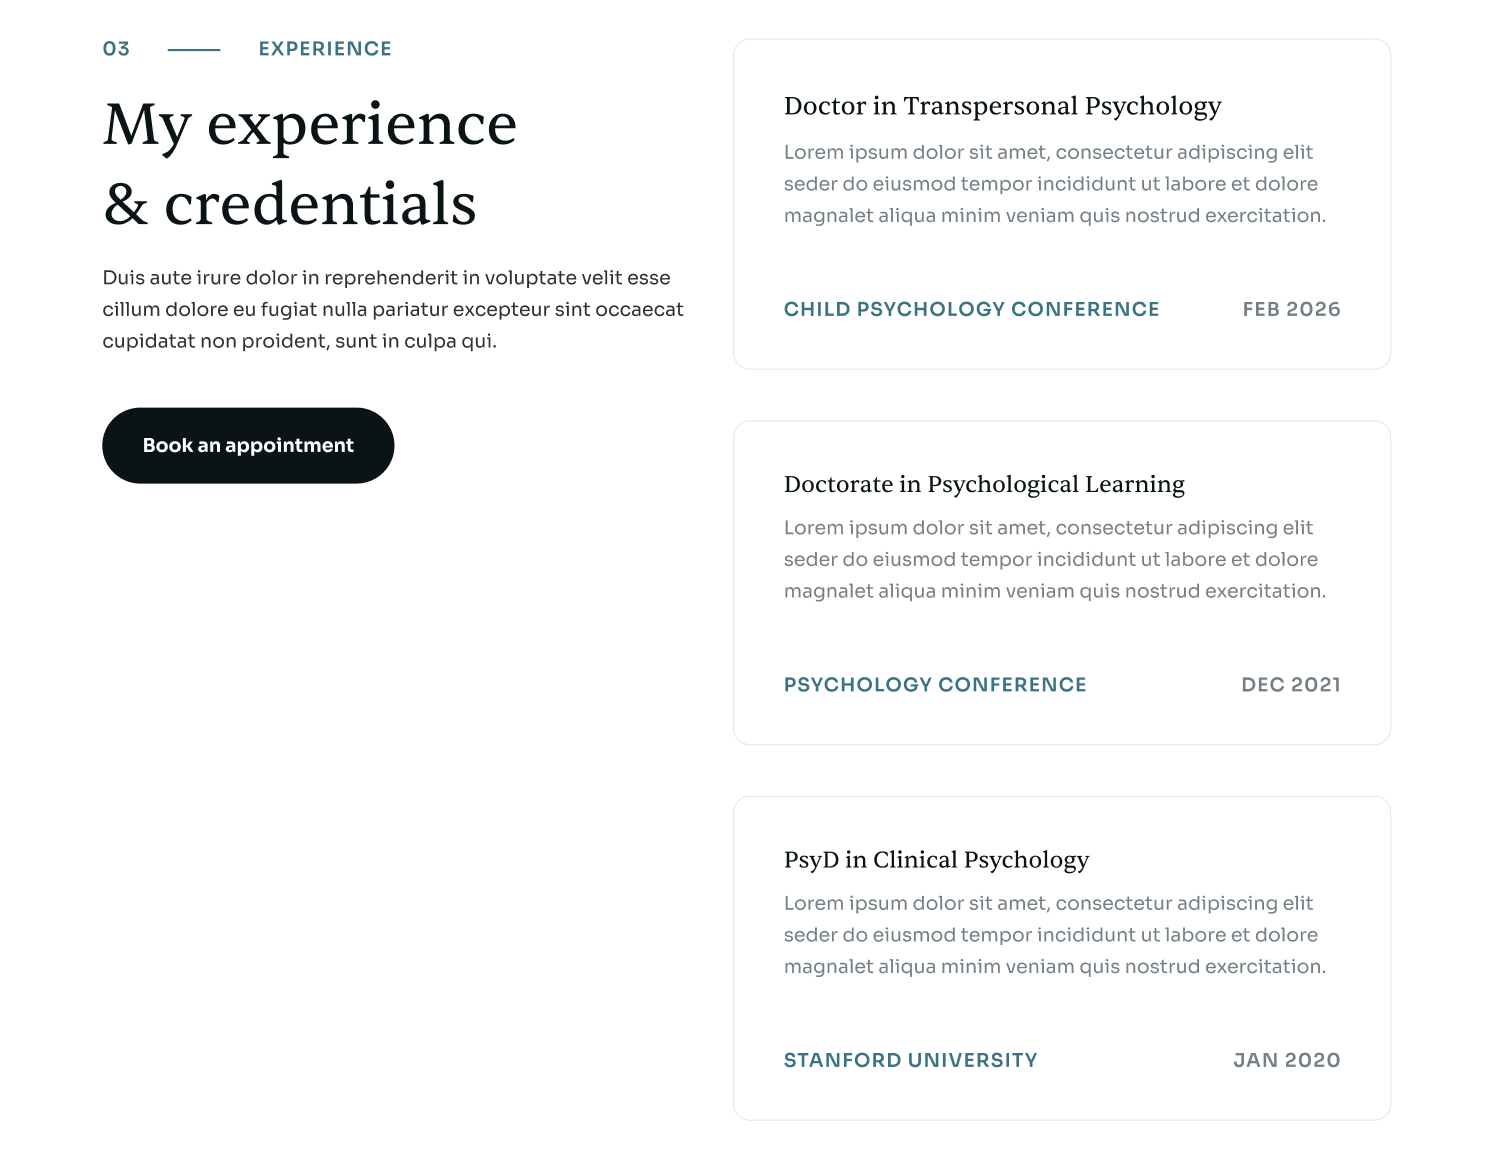 03 EXPERIENCE
My experience
& credentials
Duis aute irure dolor in reprehenderit in voluptate velit esse
cillum dolore eu fugiat nulla pariatur excepteur sint occaecat
cupidatat non proident, sunt in culpa qui.
Book an appointment
Doctor in Transpersonal Psychology
Lorem ipsum dolor sit amet, consectetur adipiscing elit
seder do eiusmod tempor incididunt ut labore et dolore
magnalet aliqua minim veniam quis nostrud exercitation.
CHILD PSYCHOLOGY CONFERENCE FEB 2026
Doctorate in Psychological Learning
Lorem ipsum dolor sit amet, consectetur adipiscing elit
seder do eiusmod tempor incididunt ut labore et dolore
magnalet aliqua minim veniam quis nostrud exercitation.
PSYCHOLOGY CONFERENCE DEC 2021
PsyD in Clinical Psychology
Lorem ipsum dolor sit amet, consectetur adipiscing elit
seder do eiusmod tempor incididunt ut labore et dolore
magnalet aliqua minim veniam quis nostrud exercitation.
STANFORD UNIVERSITY JAN 2020